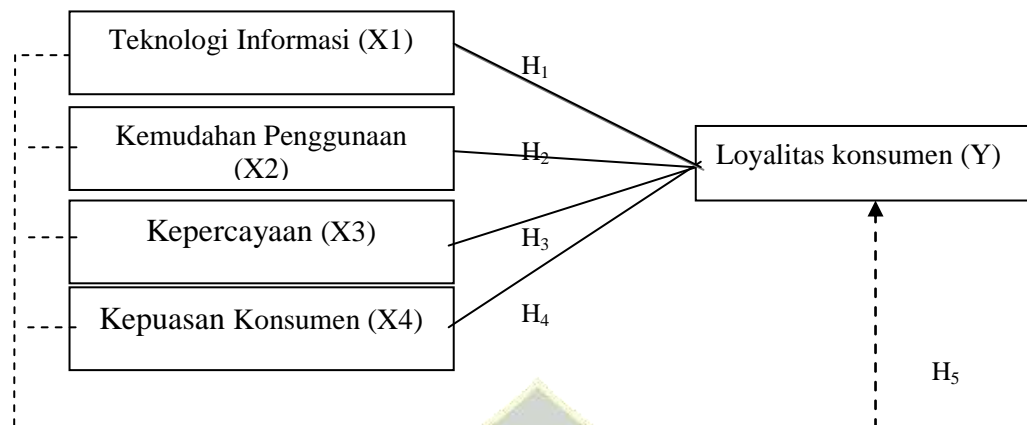 Teknologi Informasi (X1)
H₁
Kemudahan Penggunaan
(X2)
H₂
Loyalitas konsumen (Y)
Kepercayaan (X3)
H₃
Kepuasan Konsumen (X4)
H₄
H₅